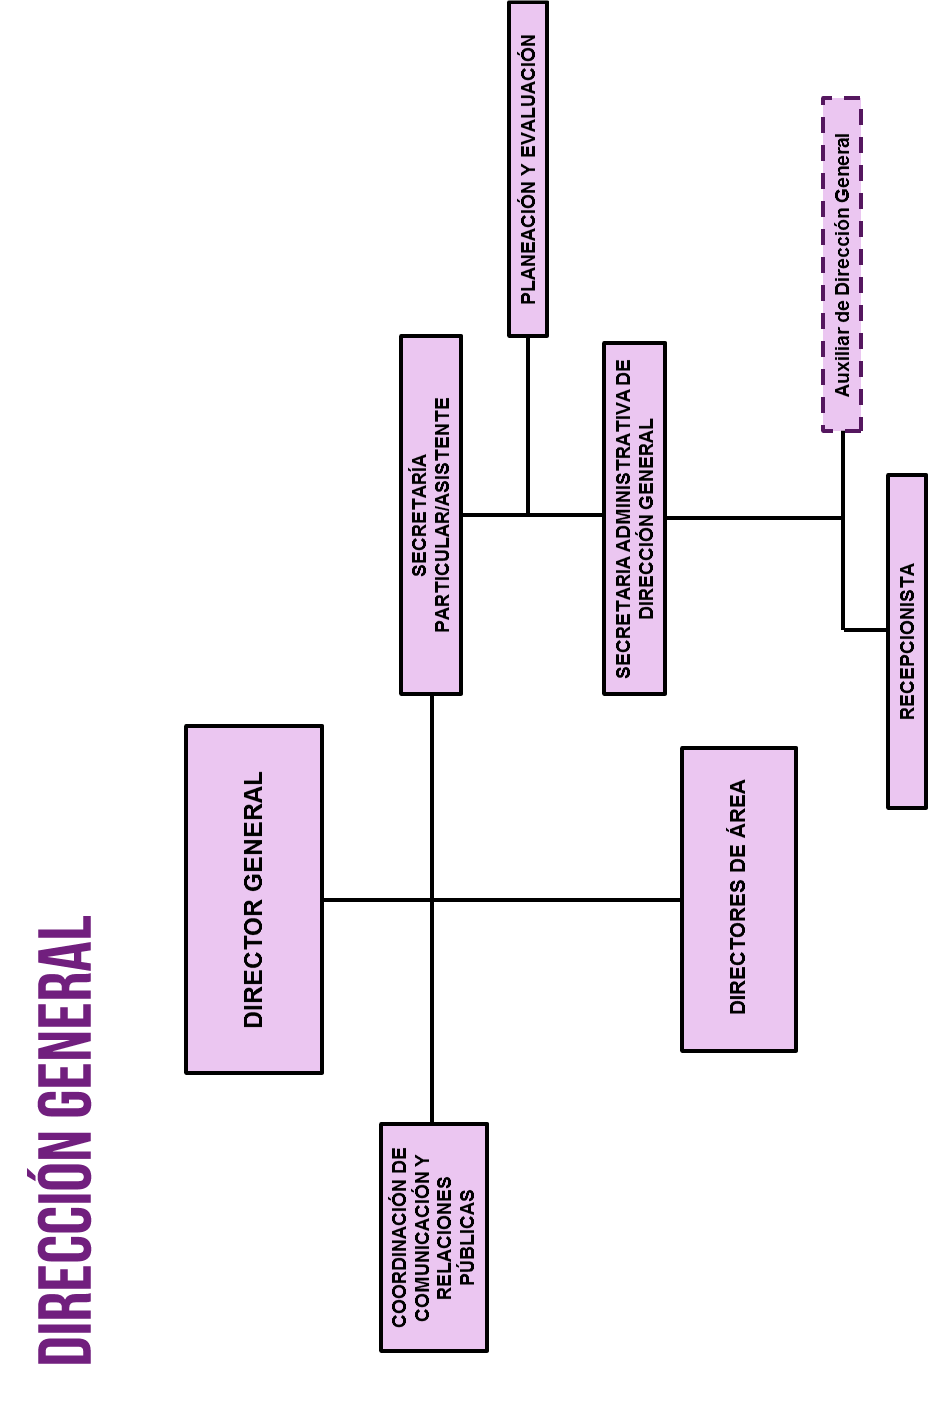 DIRECCIÓN GENERAL
DIRECTOR GENERAL
COORDINACIÓN DE
COMUNICACIÓN Y
RELACIONES
PÚBLICAS
SECRETARÍA
PARTICULAR/ASISTENTE
PLANEACIÓN Y EVALUACIÓN
SECRETARIA ADMINISTRATIVA DE
DIRECCIÓN GENERAL
DIRECTORES DE ÁREA
Auxiliar de Dirección General
RECEPCIONISTA